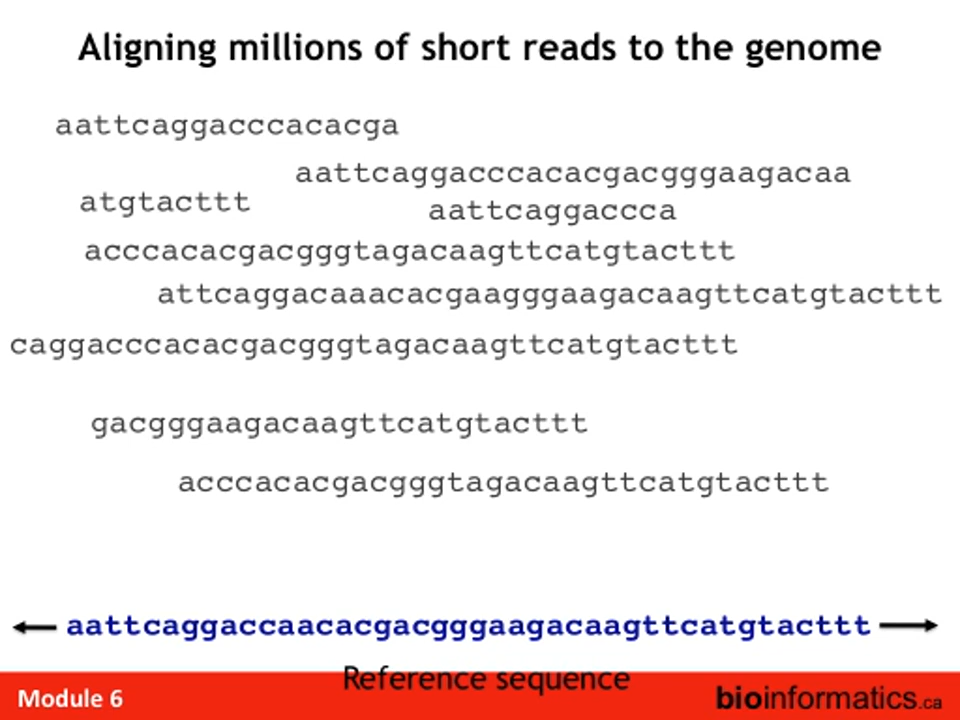 Aligning millions of short reads to the genome
aattcaggacccacacga
aattcaggacccacacgacgggaagacaa
atgtacttt
aattcaggaccca
acccacacgacgggtagacaagttcatgtacttt
attcaggacaaacacgaagggaagacaagttcatgtacttt
caggacccacacgacgggtagacaagttcatgtacttt
gacgggaagacaagttcatgtacttt
acccacacgacgggtagacaagttcatgtacttt
aattcaggaccaacacgacgggaagacaagttcatgtacttt
Reference sequence
Module 6
bioinformatics.ca